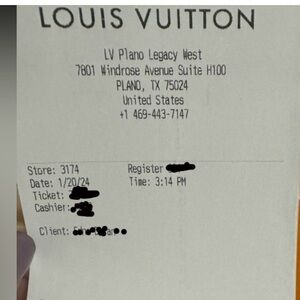 LOUIS VUITTON
LV Plano Legacy West
7801 Windrose Avenue Suite H100
PLANO, TX 75024
United States
+1 469-443-7147
Store: 3174 Register
Date: 1/20/24 Time: 3:14 PM
Ticket:
Cashier:
Client: